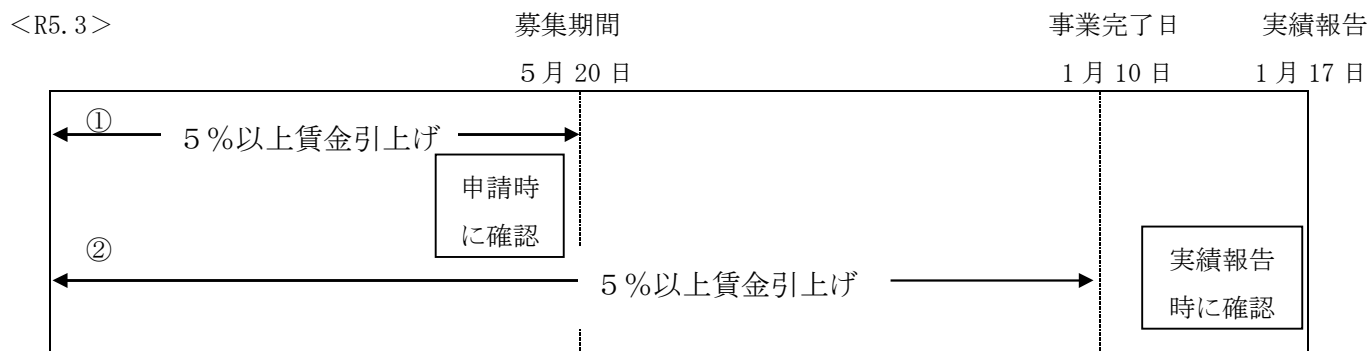 <R5.3> 募集期間 事業完了日 実績報告
5月20日 1月10日 1月17日
① 5%以上賃金引上げ
申請時
に確認
②
5%以上賃金引上げ
実績報告
時に確認